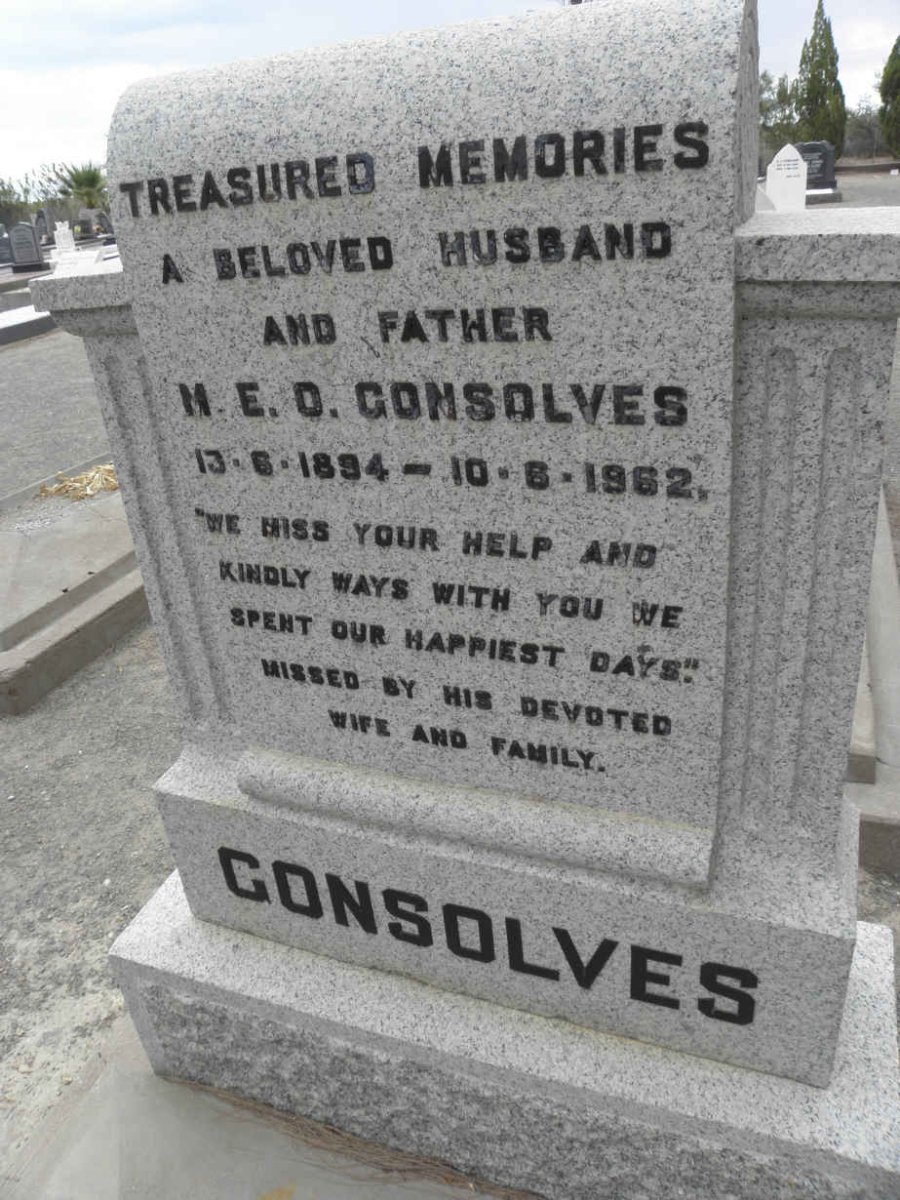 TREASURED MEMORIES
A BELOVED HUSBAND
AND FATHER
M. E. O. GONSOLVES
13·6·1894 – 10·6·1962.
"WE MISS YOUR HELP AND
KINDLY WAYS WITH YOU WE
SPENT OUR HAPPIEST DAYS".
MISSED BY HIS DEVOTED
WIFE AND FAMILY.
GONSOLVES